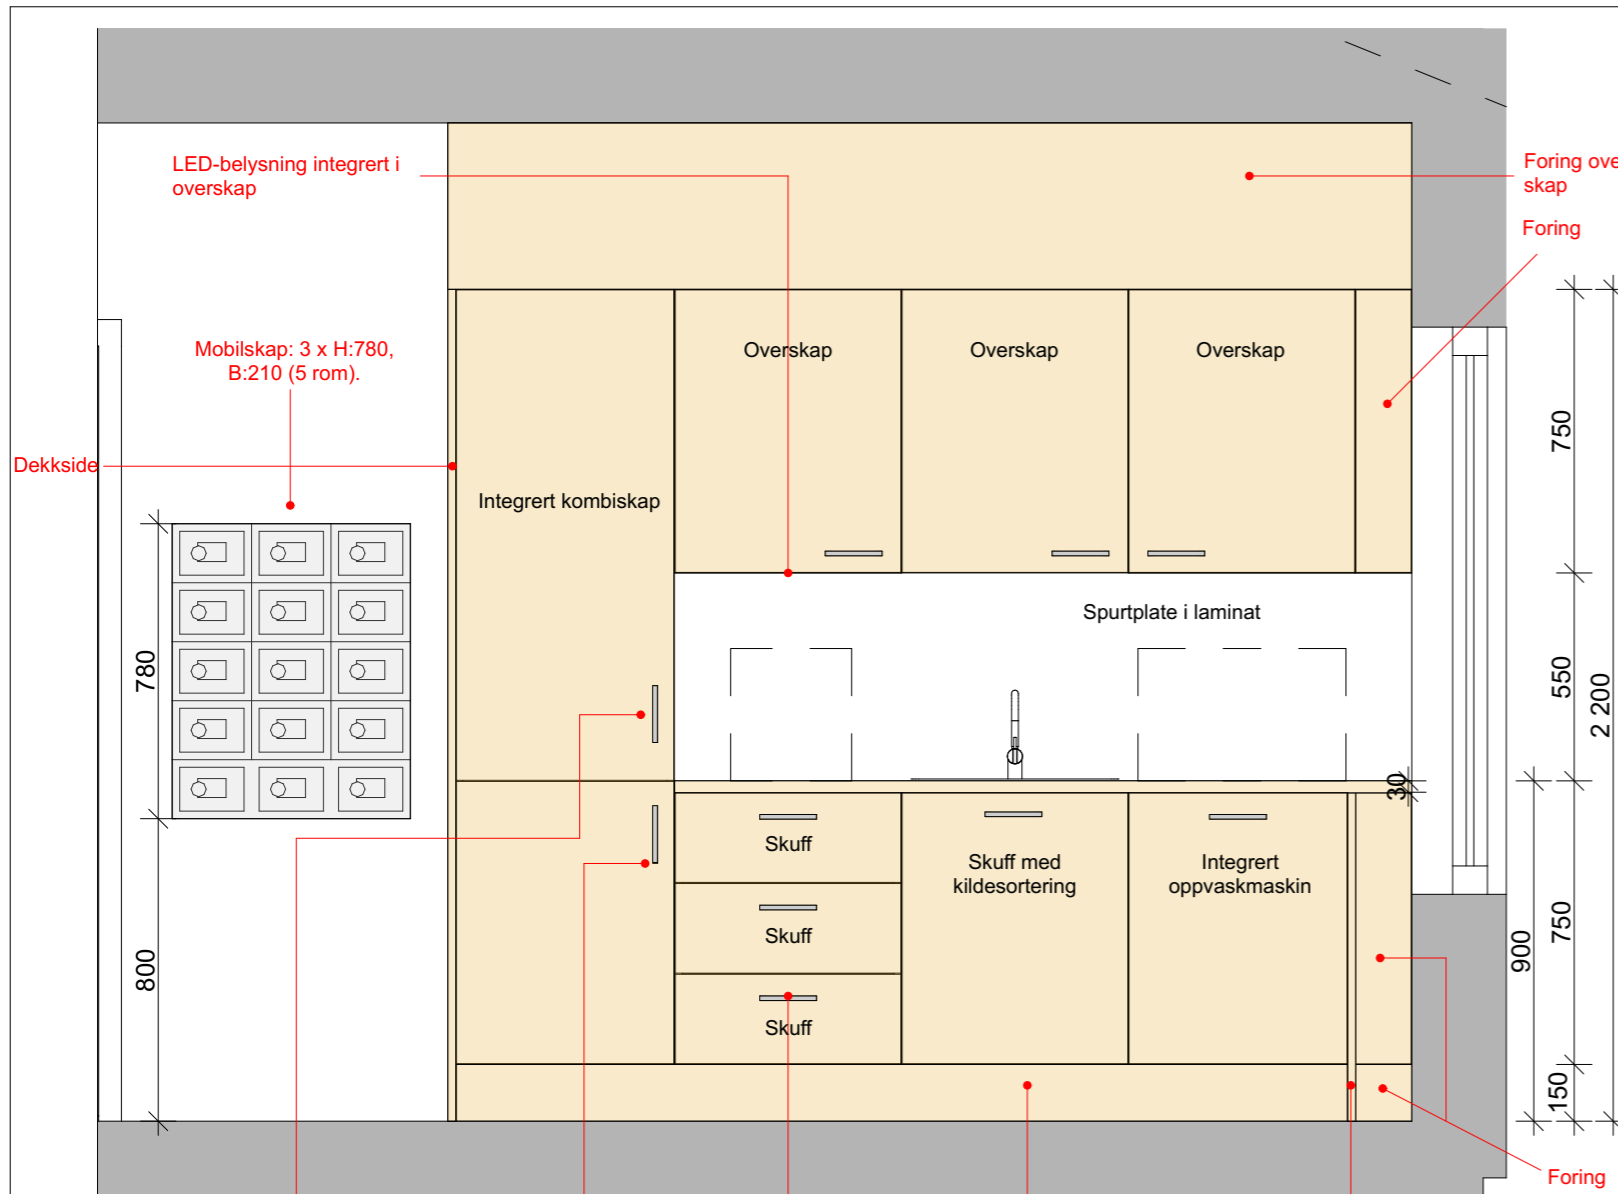 LED-belysning integrert i
overskap
Foring ove
skap
Foring
Mobilskap: 3 x H:780,
B:210 (5 rom).
Overskap
Overskap
Overskap
Dekkside
Integrert kombiskap
750
Spurtplate i laminat
780
550
2 200
30
Skuff
Skuff med
kildesortering
Integrert
oppvaskmaskin
Skuff
Skuff
800
900
750
150
Foring